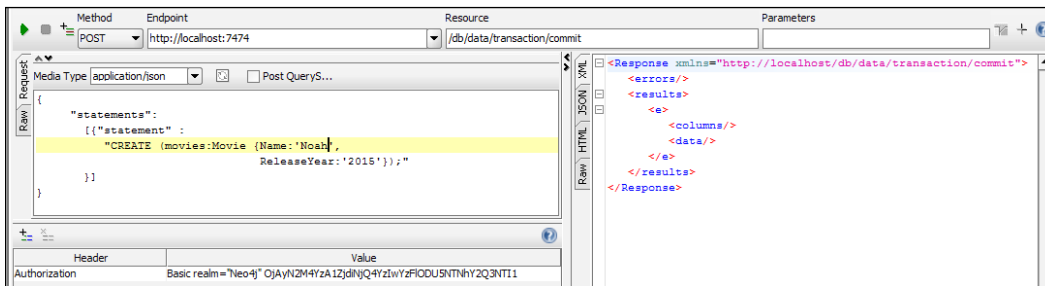 Method Endpoint Resource Parameters
POST http://localhost:7474 /db/data/transaction/commit
Request
Raw
Media Type application/json Post QueryS...
{
"statements":
[{"statement" :
"CREATE (movies:Movie {Name:'Noah',
ReleaseYear:'2015'});"
}]
}
Header Value
Authorization Basic realm="Neo4j" OjAyN2M4YzA1ZjdiNjQ4YzIwYzFlODU5NTNhY2Q3NTI1
XML
JSON
HTML
Raw
<Response xmlns="http://localhost/db/data/transaction/commit">
<errors/>
<results>
<e>
<columns/>
<data/>
</e>
</results>
</Response>